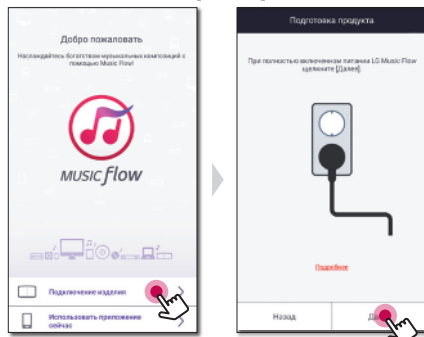 Добро пожаловать
Наслаждайтесь богатством музыкальных композиций с
помощью Music Flow!
MUSIC flow
Подключение изделия
Использовать приложение
сейчас
Подготовка продукта
При полностью включенном питании LG Music Flow
щелкните [Далее].
Подробнее
Назад